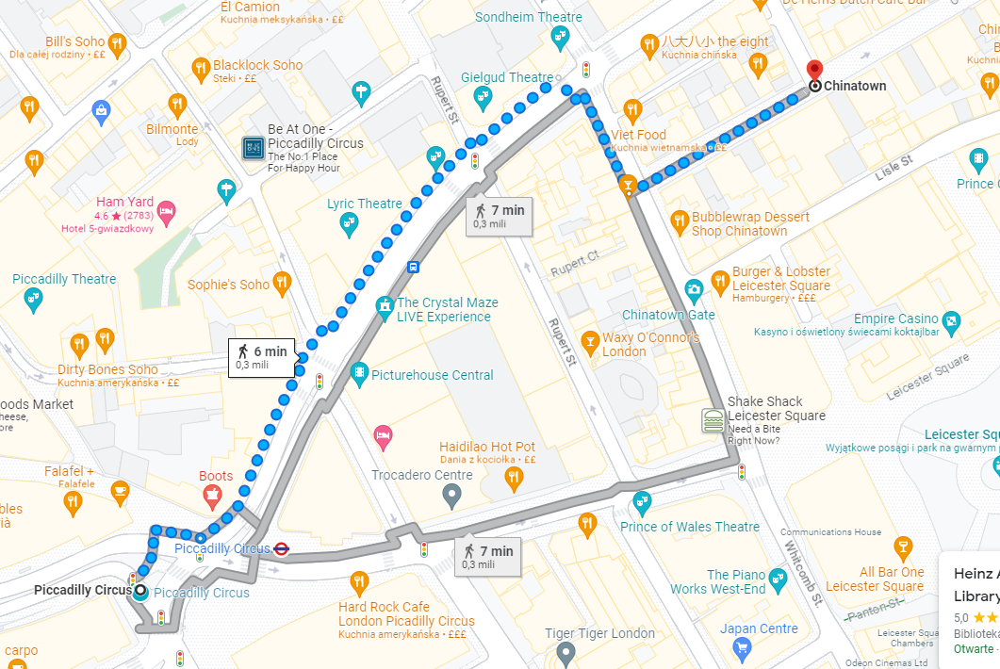 El Camion
Kuchnia meksykańska • ££
Sondheim Theatre
De Hems Dutch Cafe Bar
Bill's Soho
Dla całej rodziny • ££
Blacklock Soho
Steki • ££
八大八小 the eight
Kuchnia chińska
Gielgud Theatre
Chinatown
Rupert St
Bilmonte
Lody
Be At One -
Piccadilly Circus
The No:1 Place
For Happy Hour
Viet Food
Kuchnia wietnamska • ££
Lisle St
Prince C
Ham Yard
4.6 ★ (2783)
Hotel 5-gwiazdkowy
Lyric Theatre
7 min
0,3 mili
Bubblewrap Dessert
Shop Chinatown
Rupert Ct
Piccadilly Theatre
Sophie's Soho
Burger & Lobster
Leicester Square
Hamburgery • £££
The Crystal Maze
LIVE Experience
Chinatown Gate
Empire Casino
Kasyno i oświetlony świecami koktajlbar
Rupert St
Waxy O'Connor's
London
6 min
0,3 mili
Dirty Bones Soho
Kuchnia amerykańska • ££
Picturehouse Central
Leicester Square
oods Market
heese,
ore
Shake Shack
Leicester Square
Need a Bite
Right Now?
Leicester Squ
Wyjątkowe posągi i park na gwarnym p
Haidilao Hot Pot
Dania z kociołka • ££
Falafel +
Falafele
Boots
Trocadero Centre
bles
ià
Prince of Wales Theatre
Communications House
Piccadilly Circus
7 min
0,3 mili
Whitcomb St
All Bar One
Leicester Square
Heinz A
Library
5,0 ★★
Biblioteka
Otwarte ·
Piccadilly Circus
Piccadilly Circus
The Piano
Works West-End
Hard Rock Cafe
London Picadilly Circus
Kuchnia amerykańska • £££
Panton St
Tiger Tiger London
Japan Centre
Leicester Squa
Chambers
carpo
Odeon Cinemas Ltd